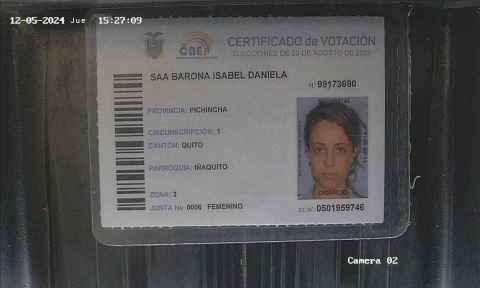 12-05-2024 Jue 15:27:09
CNE
CERTIFICADO de VOTACIÓN
ELECCIONES DE 20 DE AGOSTO DE 2023
SAA BARONA ISABEL DANIELA
N° 99173690
PROVINCIA: PICHINCHA
CIRCUNSCRIPCIÓN: 1
CANTON: QUITO
PARROQUIA: IÑAQUITO
ZONA: 3
JUNTA No. 0006 FEMENINO
CC N°: 0501959746
Camera 02